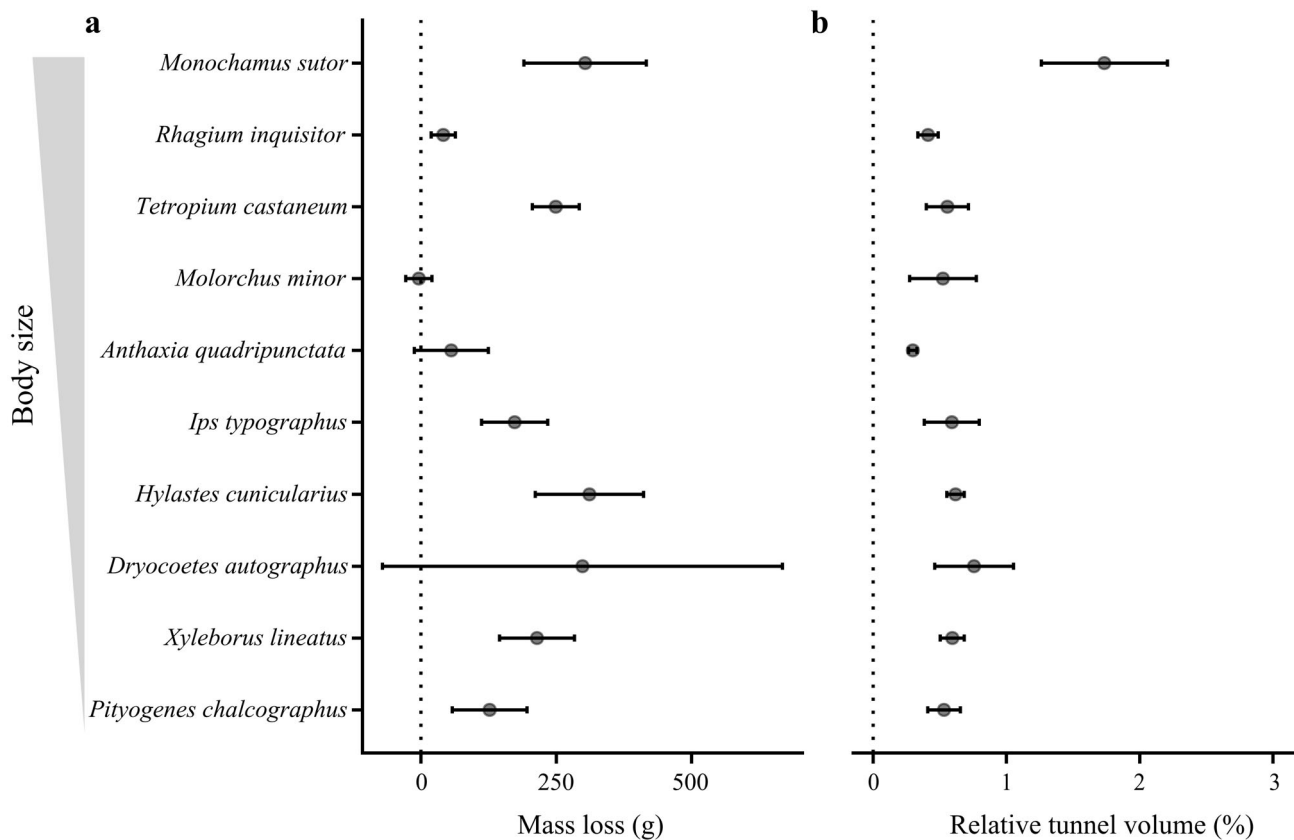 a
b
Monochamus sutor
Rhagium inquisitor
Tetropium castaneum
Molorchus minor
Anthaxia quadripunctata
Ips typographus
Hylastes cunicularius
Dryocoetes autographus
Xyleborus lineatus
Pityogenes chalcographus
Body size
0 250 500
0 1 2 3
Mass loss (g)
Relative tunnel volume (%)